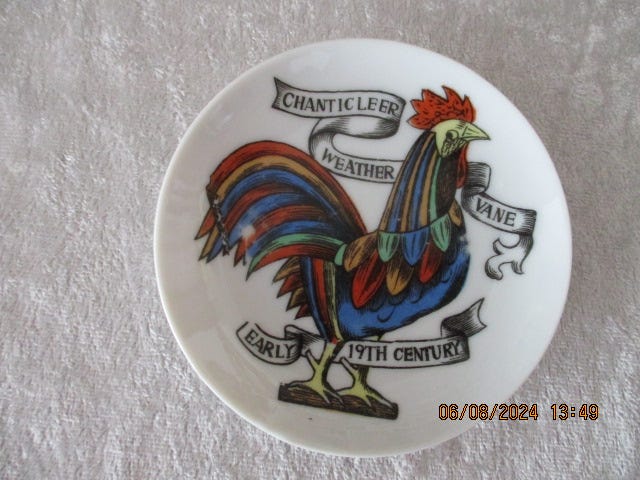 CHANTICLEER
WEATHER
VANE
EARLY 19TH CENTURY
06/08/2024 13:49